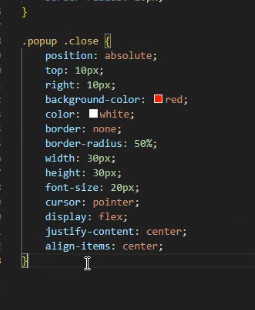 }
.popup .close {
position: absolute;
top: 10px;
right: 10px;
background-color: red;
color: white;
border: none;
border-radius: 50%;
width: 30px;
height: 30px;
font-size: 20px;
cursor: pointer;
display: flex;
justify-content: center;
align-items: center;
}